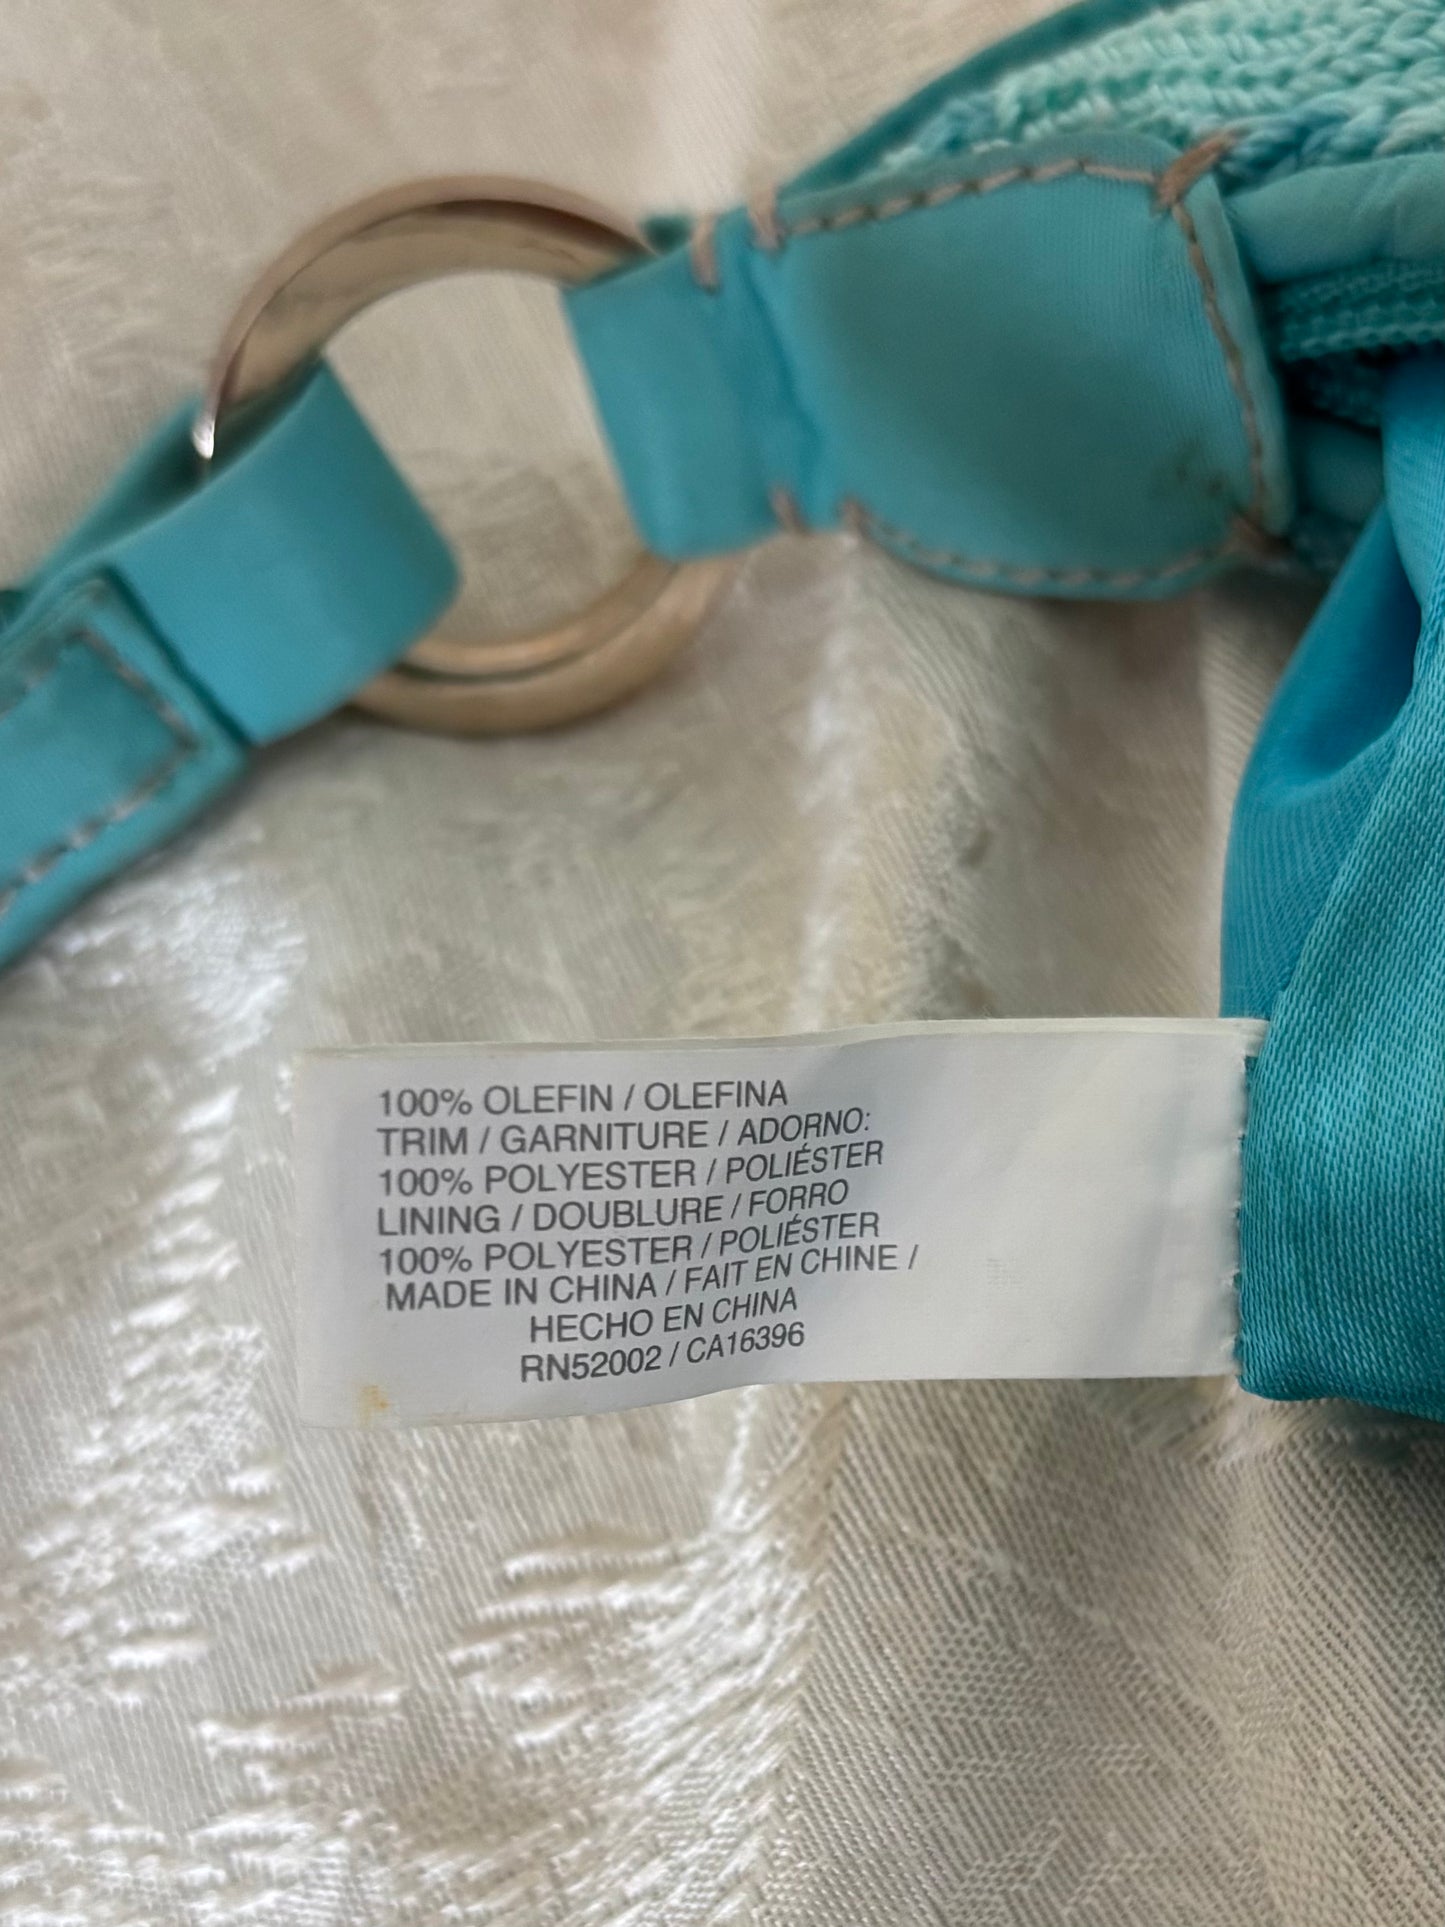 100% OLEFIN / OLEFINA
TRIM / GARNITURE / ADORNO:
100% POLYESTER / POLIÉSTER
LINING / DOUBLURE / FORRO
100% POLYESTER / POLIÉSTER
MADE IN CHINA / FAIT EN CHINE /
HECHO EN CHINA
RN52002 / CA16396